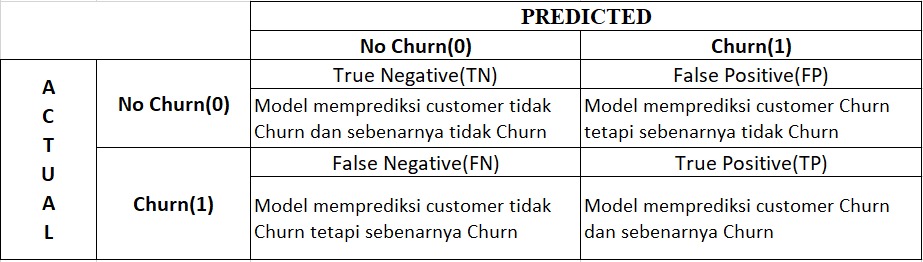 PREDICTED
No Churn(0)
Churn(1)
A
C
T
U
A
L
No Churn(0)
True Negative(TN)
Model memprediksi customer tidak
Churn dan sebenarnya tidak Churn
False Positive(FP)
Model memprediksi customer Churn
tetapi sebenarnya tidak Churn
Churn(1)
False Negative(FN)
Model memprediksi customer tidak
Churn tetapi sebenarnya Churn
True Positive(TP)
Model memprediksi customer Churn
dan sebenarnya Churn